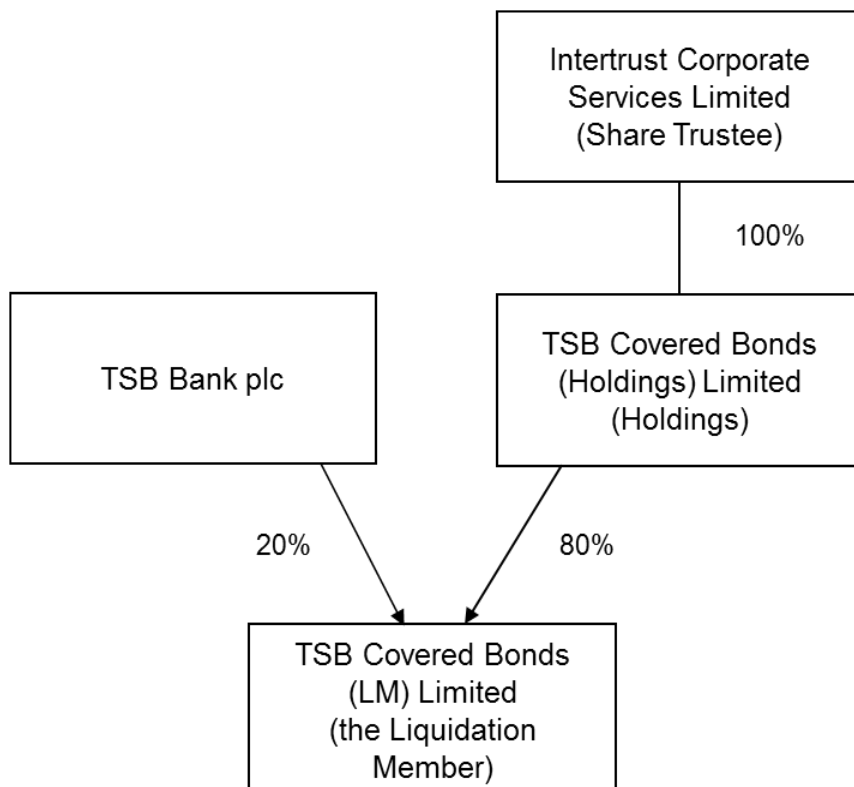 Intertrust Corporate
Services Limited
(Share Trustee)
100%
TSB Bank plc
TSB Covered Bonds
(Holdings) Limited
(Holdings)
20%
80%
TSB Covered Bonds
(LM) Limited
(the Liquidation
Member)